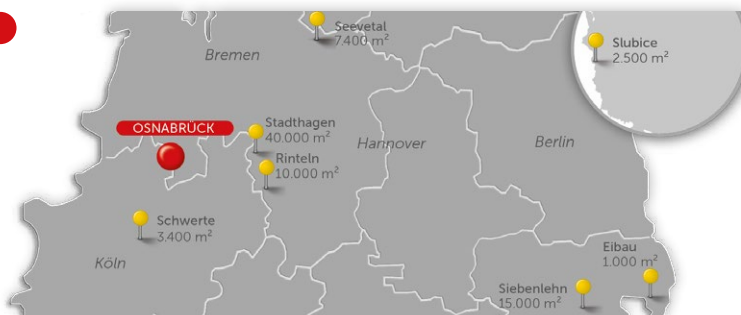 Seevetal
7.400 m²
Bremen
Slubice
2.500 m²
OSNABRÜCK
Stadthagen
40.000 m²
Hannover
Berlin
Rinteln
10.000 m²
Schwerte
3.400 m²
Köln
Eibau
1.000 m²
Siebenlehn
15.000 m²